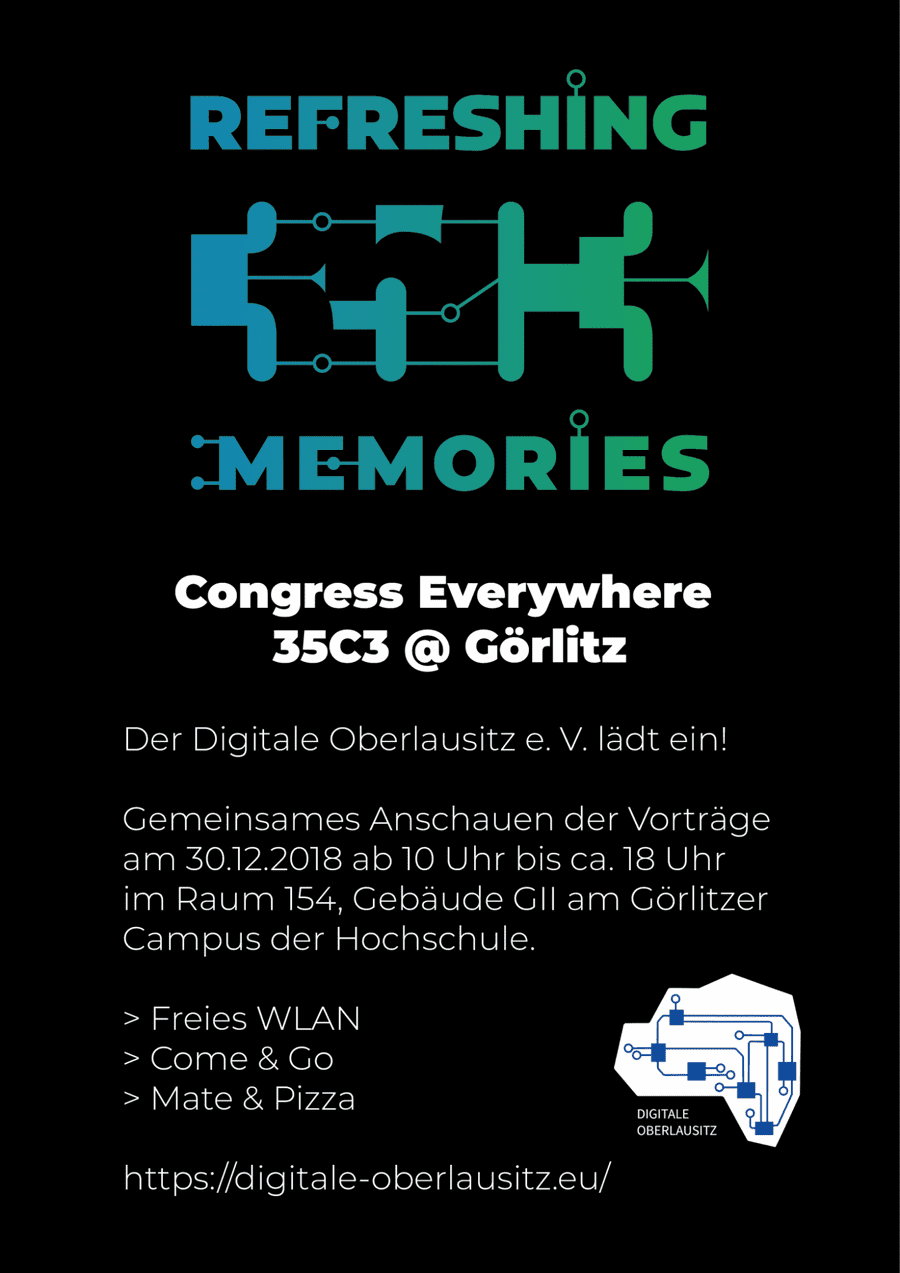 REFRESHING
MEMORIES
Congress Everywhere
35C3 @ Görlitz
Der Digitale Oberlausitz e. V. lädt ein!
Gemeinsames Anschauen der Vorträge
am 30.12.2018 ab 10 Uhr bis ca. 18 Uhr
im Raum 154, Gebäude GII am Görlitzer
Campus der Hochschule.
> Freies WLAN
> Come & Go
> Mate & Pizza
DIGITALE
OBERLAUSITZ
https://digitale-oberlausitz.eu/